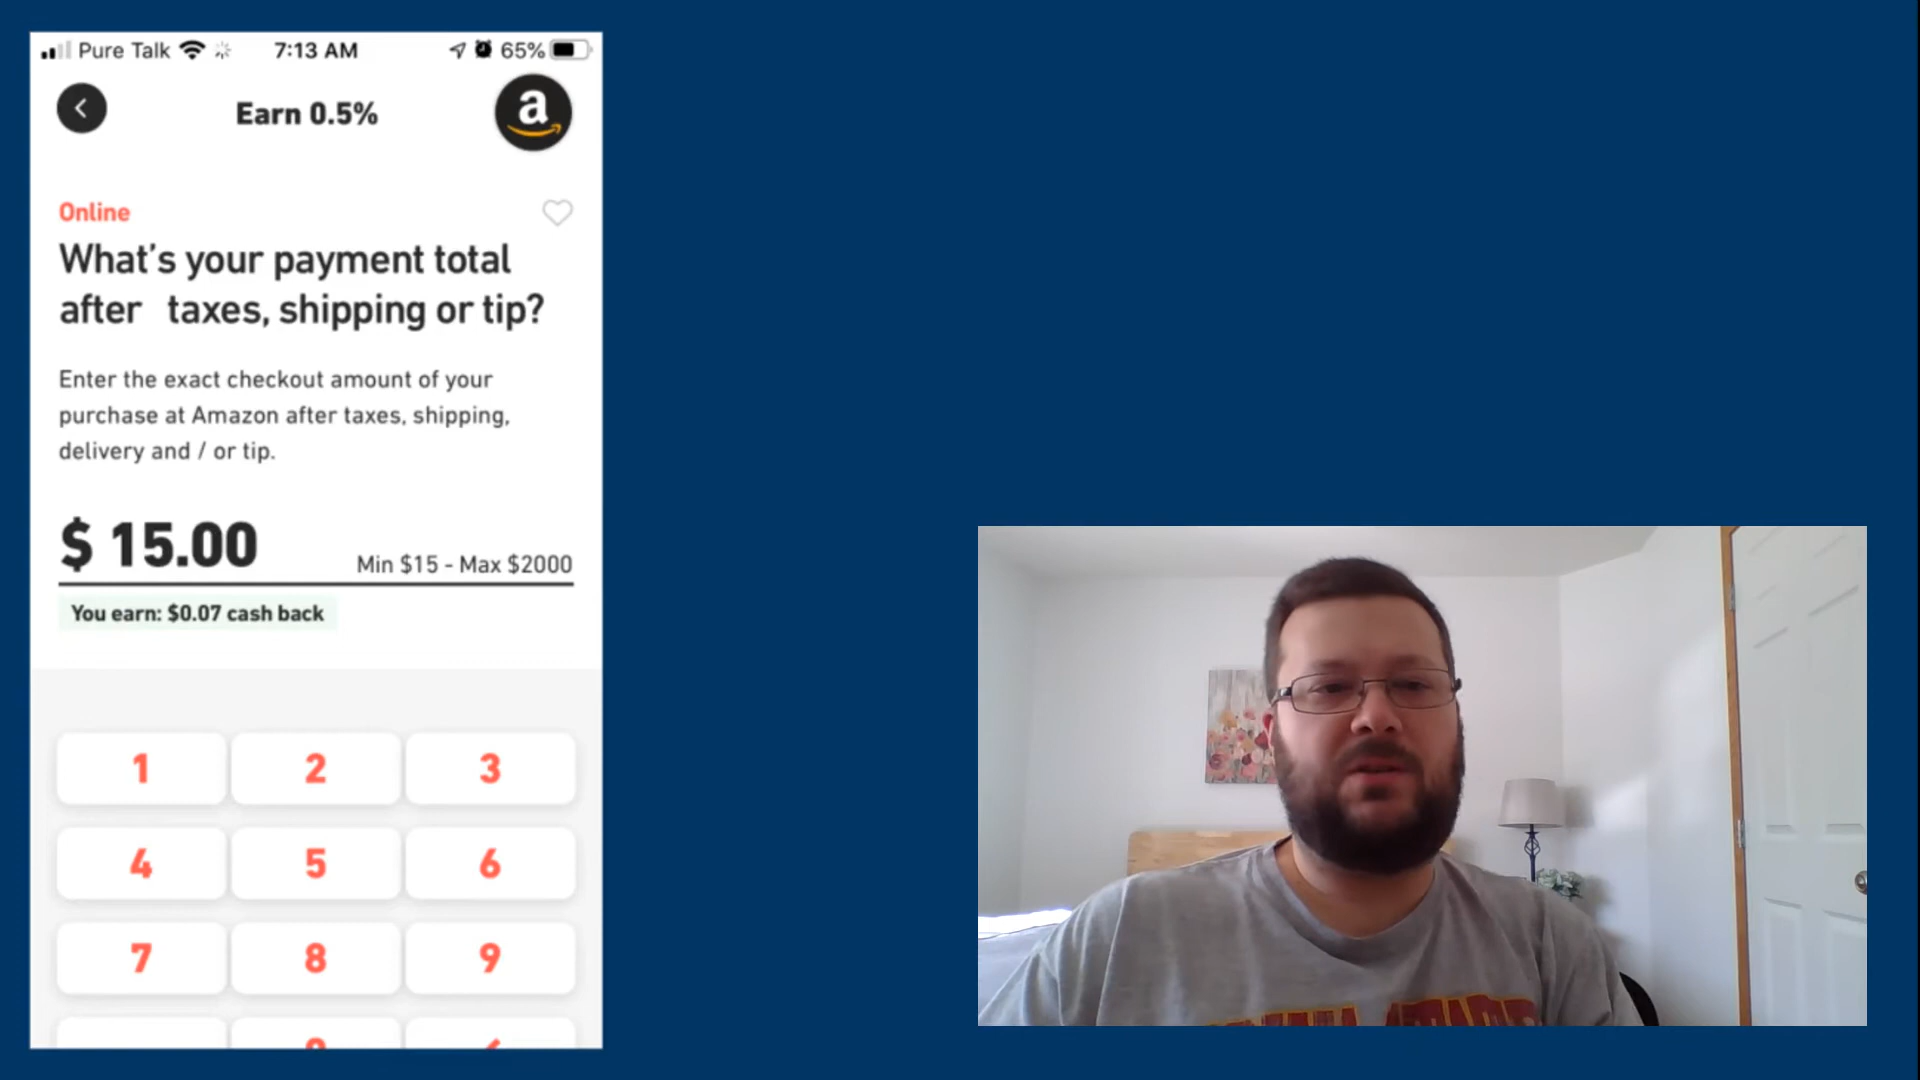 Pure Talk 7:13 AM 65%
Earn 0.5%
a
Online
What's your payment total
after taxes, shipping or tip?
Enter the exact checkout amount of your
purchase at Amazon after taxes, shipping,
delivery and / or tip.
$ 15.00
Min $15 - Max $2000
You earn: $0.07 cash back
1 2 3
4 5 6
7 8 9